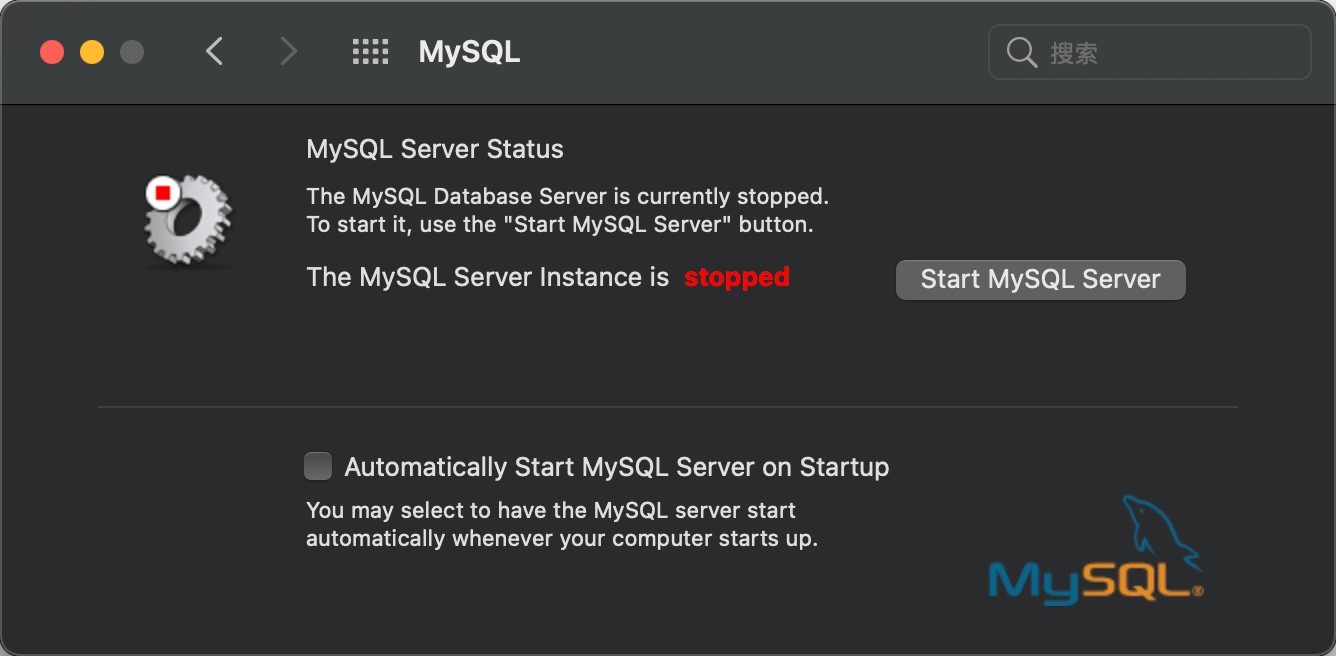 MySQL
搜索
MySQL Server Status
The MySQL Database Server is currently stopped.
To start it, use the "Start MySQL Server" button.
The MySQL Server Instance is stopped
Start MySQL Server
Automatically Start MySQL Server on Startup
You may select to have the MySQL server start
automatically whenever your computer starts up.
MySQL®